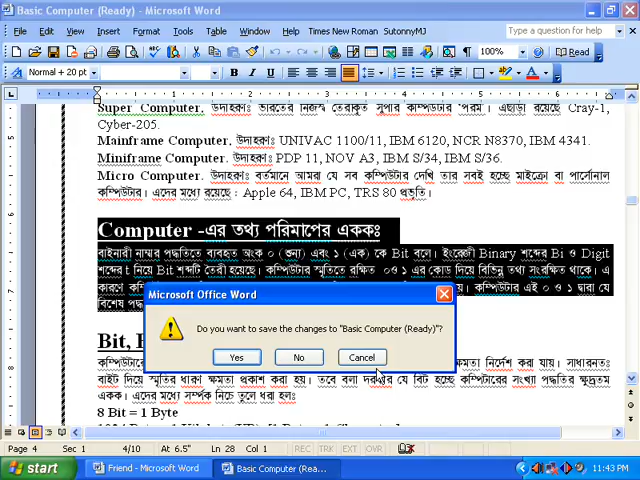 Basic Computer (Ready) - Microsoft Word
File Edit View Insert Format Tools Table Window Help Times New Roman SutonnyMJ
Type a question for help
100% Read
Normal + 20 pt
Super Computer. উদাহরণঃ ভারতের নিজস্ব তৈরীকৃত সুপার কম্পিউটার পরম। এছাড়া রয়েছে Cray-1,
Cyber-205.
Mainframe Computer. উদাহরণঃ UNIVAC 1100/11, IBM 6120, NCR N8370, IBM 4341.
Miniframe Computer. উদাহরণঃ PDP 11, NOV A3, IBM S/34, IBM S/36.
Micro Computer. উদাহরণঃ বর্তমানে আমরা যে সব কম্পিউটার দেখি তার সবই হচ্ছে মাইক্রো বা পার্সোনাল
কম্পিউটার। এদের মধ্যে রয়েছে : Apple 64, IBM PC, TRS 80 প্রভৃতি।
Computer -এর তথ্য পরিমাপের এককঃ
বাইনারী নাম্বার পদ্ধতিতে ব্যবহৃত অংক ০ (শুন্য) এবং ১ (এক) কে Bit বলে। ইংরেজী Binary শব্দের Bi ও Digit
শব্দের t নিয়ে Bit শব্দটি তৈরী হয়েছে। কম্পিউটার স্মৃতিতে রক্ষিত ০ও ১ এর কোড দিয়ে বিভিন্ন তথ্য সংরক্ষিত থাকে। এ
কারণে
বিশেষ
Microsoft Office Word
Do you want to save the changes to "Basic Computer (Ready)"?
Yes No Cancel
Bit,
বাইট দিয়ে স্মৃতির ধারণ ক্ষমতা প্রকাশ করা হয়। তবে বলা দরকার যে বিট হচ্ছে কম্পিউটারের সংখ্যা পদ্ধতির ক্ষুদ্রতম
একক। এদের মধ্যে সম্পর্ক নিচে তুলে ধরা হলঃ
8 Bit = 1 Byte
Page 4 Sec 1 4/10 At 6.5" Ln 28 Col 1 REC TRK EXT OVR
start Friend - Microsoft Word Basic Computer (Rea... 11:43 PM